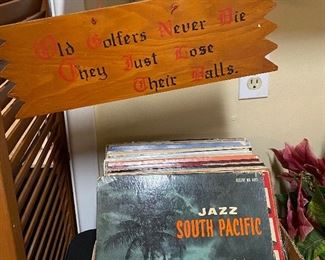 Old Golfers Never Die
They Just Lose
Their Balls.
JAZZ
SOUTH PACIFIC